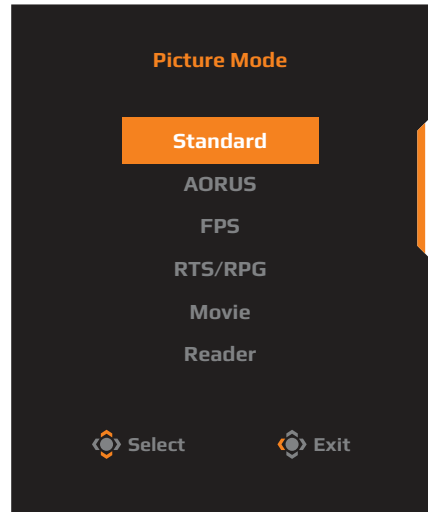 Picture Mode
Standard
AORUS
FPS
RTS/RPG
Movie
Reader
Select Exit